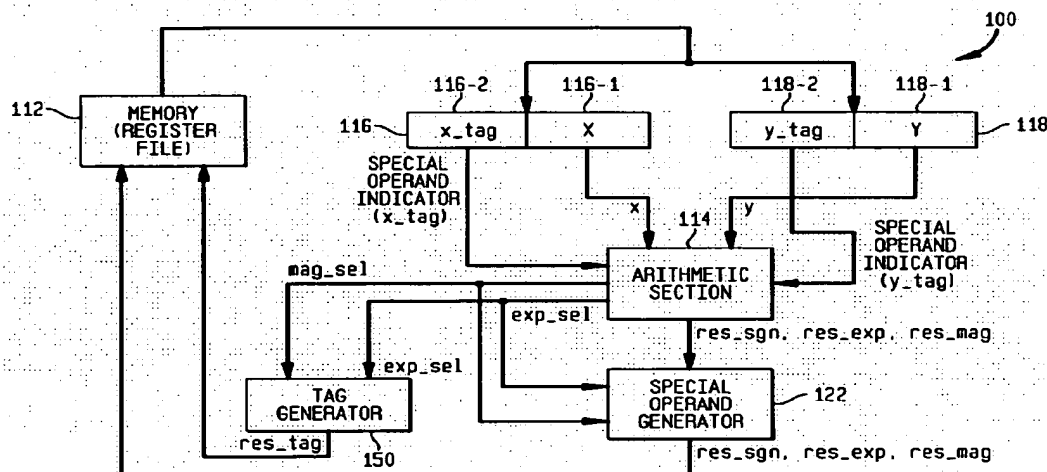 100
116-2
116-1
118-2
118-1
112
MEMORY
(REGISTER
FILE)
116
x_tag
X
y_tag
Y
118
SPECIAL
OPERAND
INDICATOR
(x_tag)
x
y
114
SPECIAL
OPERAND
INDICATOR
(y_tag)
ARITHMETIC
SECTION
mag_sel
exp_sel
res_sgn, res_exp, res_mag
exp_sel
TAG
GENERATOR
SPECIAL
OPERAND
GENERATOR
122
res_tag
150
res_sgn, res_exp, res_mag